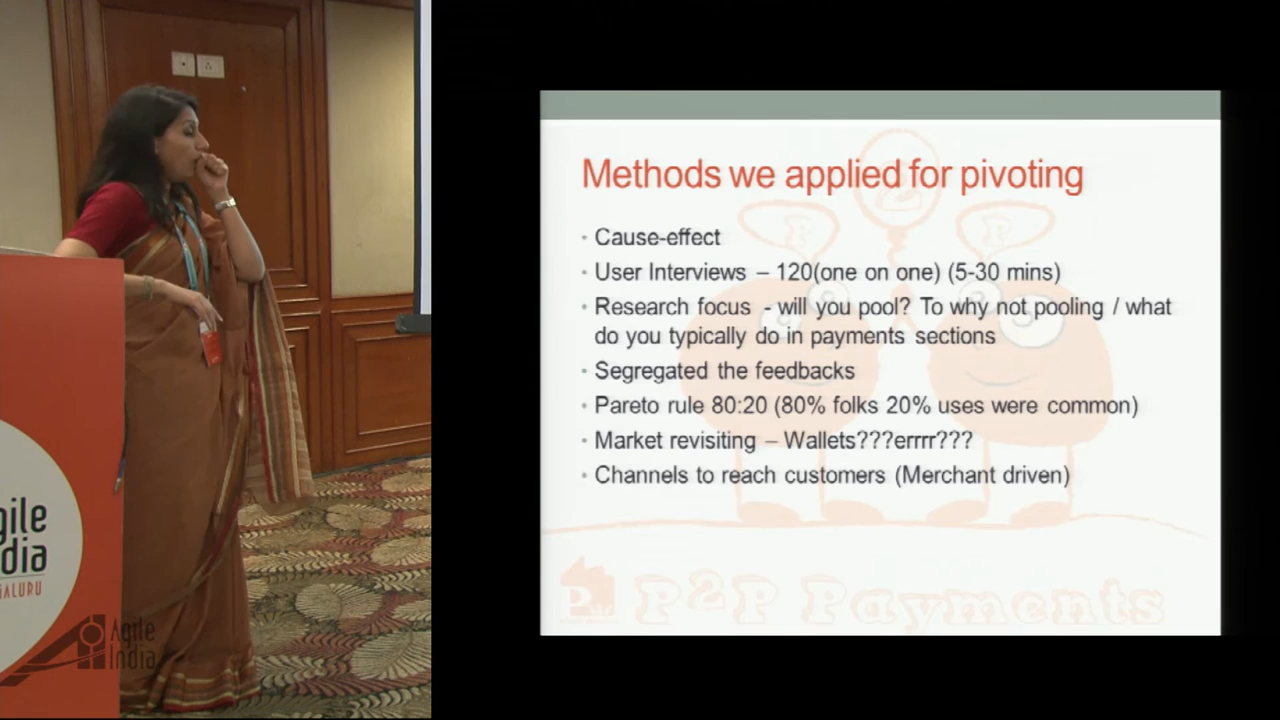 Methods we applied for pivoting
· Cause-effect
· User Interviews – 120(one on one) (5-30 mins)
· Research focus - will you pool? To why not pooling / what
do you typically do in payments sections
· Segregated the feedbacks
· Pareto rule 80:20 (80% folks 20% uses were common)
· Market revisiting – Wallets???errrr???
· Channels to reach customers (Merchant driven)
P2P Payments
Agile
India